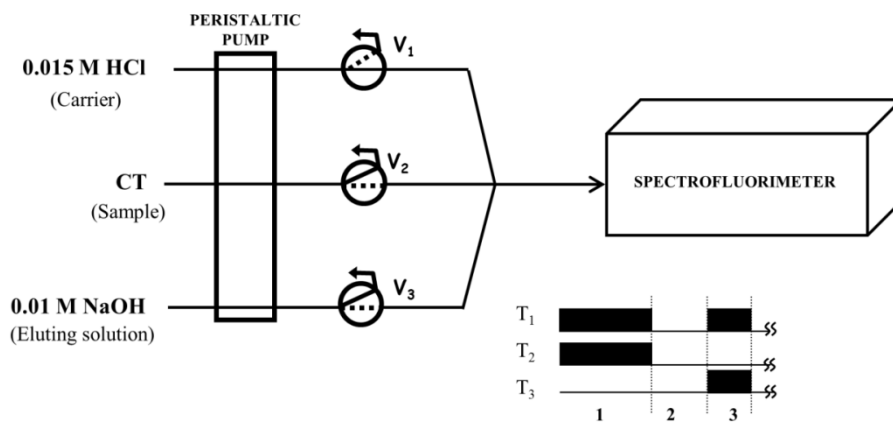 PERISTALTIC
PUMP
0.015 M HCl
(Carrier)
V1
CT
(Sample)
V2
SPECTROFLUORIMETER
0.01 M NaOH
(Eluting solution)
V3
T1
T2
T3
1 2 3